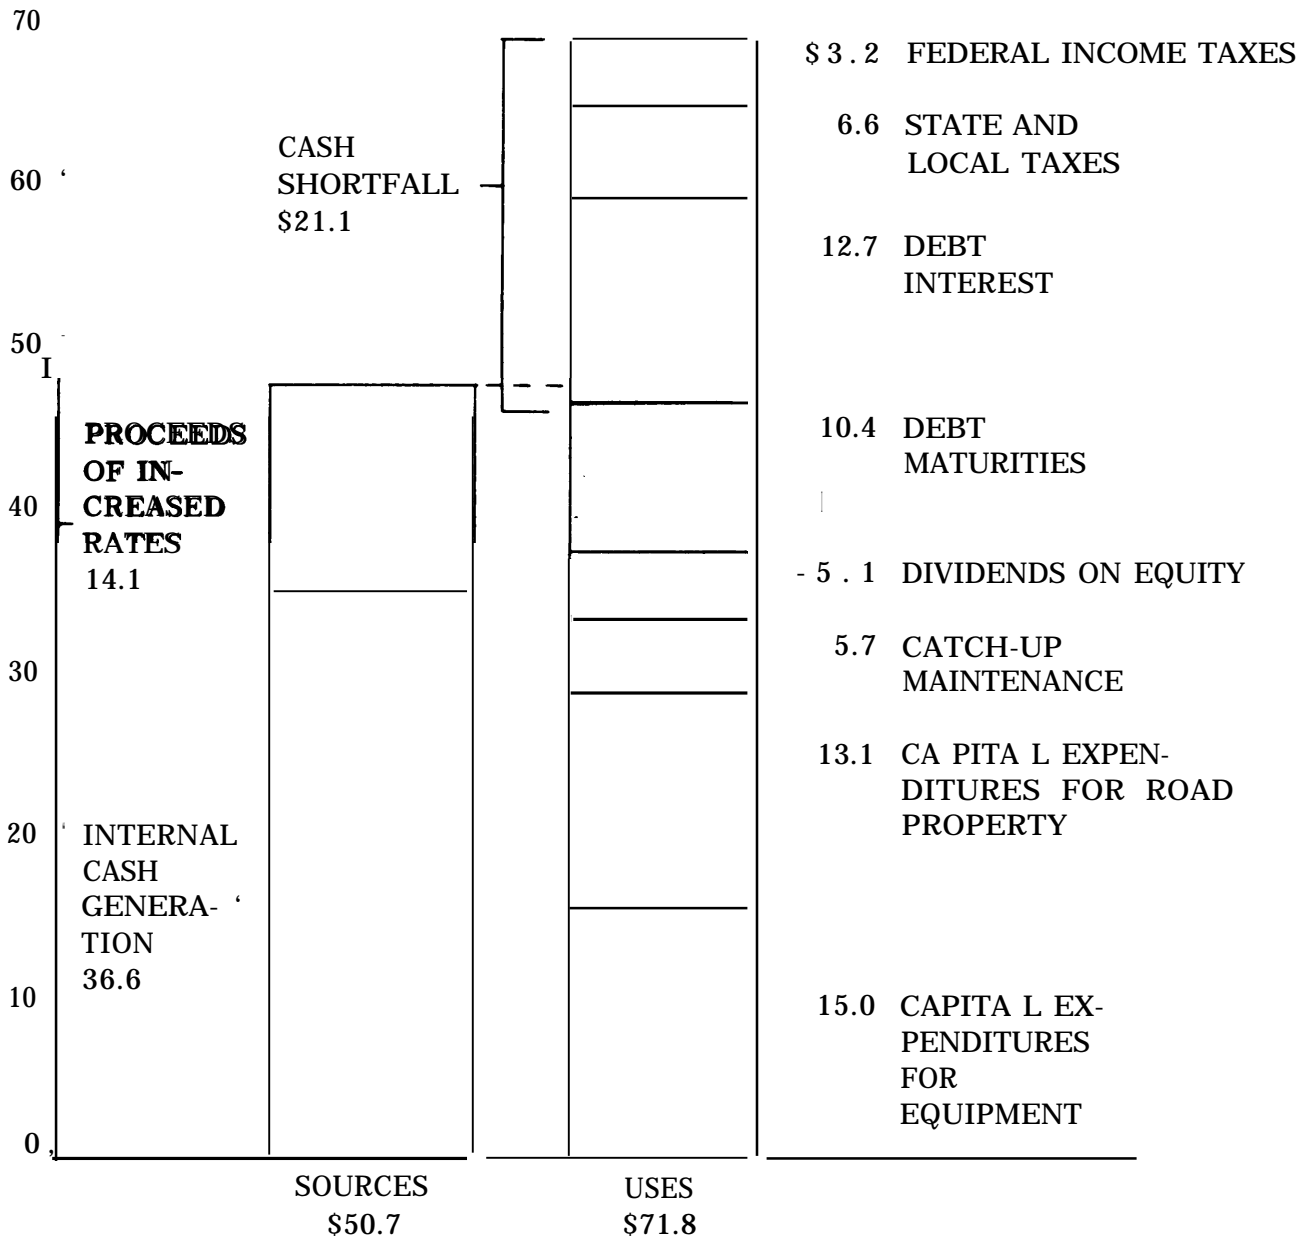 70
60
50
40
30
20
10
0
CASH
SHORTFALL
$21.1
PROCEEDS
OF IN-
CREASED
RATES
14.1
INTERNAL
CASH
GENERA-
TION
36.6
$3.2 FEDERAL INCOME TAXES
6.6 STATE AND
LOCAL TAXES
12.7 DEBT
INTEREST
10.4 DEBT
MATURITIES
-5.1 DIVIDENDS ON EQUITY
5.7 CATCH-UP
MAINTENANCE
13.1 CA PITA L EXPEN-
DITURES FOR ROAD
PROPERTY
15.0 CAPITA L EX-
PENDITURES
FOR
EQUIPMENT
SOURCES
$50.7
USES
$71.8